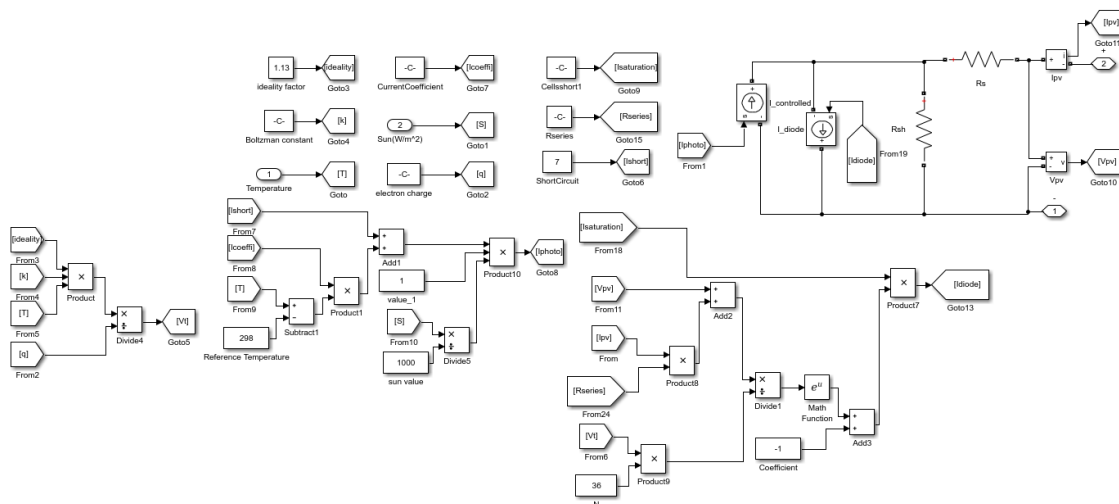 [Ipv]
Goto11
+
2
i
+
-
Ipv
Rs
1.13
ideality factor
[ideality]
Goto3
-C-
CurrentCoefficient
[Icoeffi]
Goto7
-C-
Cellsshort1
[Isaturation]
Goto9
I_controlled
I_diode
-C-
Boltzman constant
[k]
Goto4
2
Sun(W/m^2)
[S]
Goto1
-C-
Rseries
[Rseries]
Goto15
[Iphoto]
From1
[Idiode]
From19
Rsh
1
Temperature
[T]
Goto
-C-
electron charge
[q]
Goto2
7
ShortCircuit
[Ishort]
Goto6
+
-
v
Vpv
[Vpv]
Goto10
-
1
[ideality]
From3
[k]
From4
[T]
From5
[q]
From2
×
Product
×
÷
Divide4
[Vt]
Goto5
[Ishort]
From7
[Icoeffi]
From8
[T]
From9
298
Reference Temperature
+
−
Subtract1
×
Product1
+
+
Add1
1
value_1
[S]
From10
1000
sun value
×
÷
Divide5
×
Product10
[Iphoto]
Goto8
[Isaturation]
From18
[Vpv]
From11
[Ipv]
From
[Rseries]
From24
×
Product8
+
+
Add2
[Vt]
From6
36
×
Product9
×
÷
Divide1
e^u
Math
Function
-1
Coefficient
+
+
Add3
×
Product7
[Idiode]
Goto13